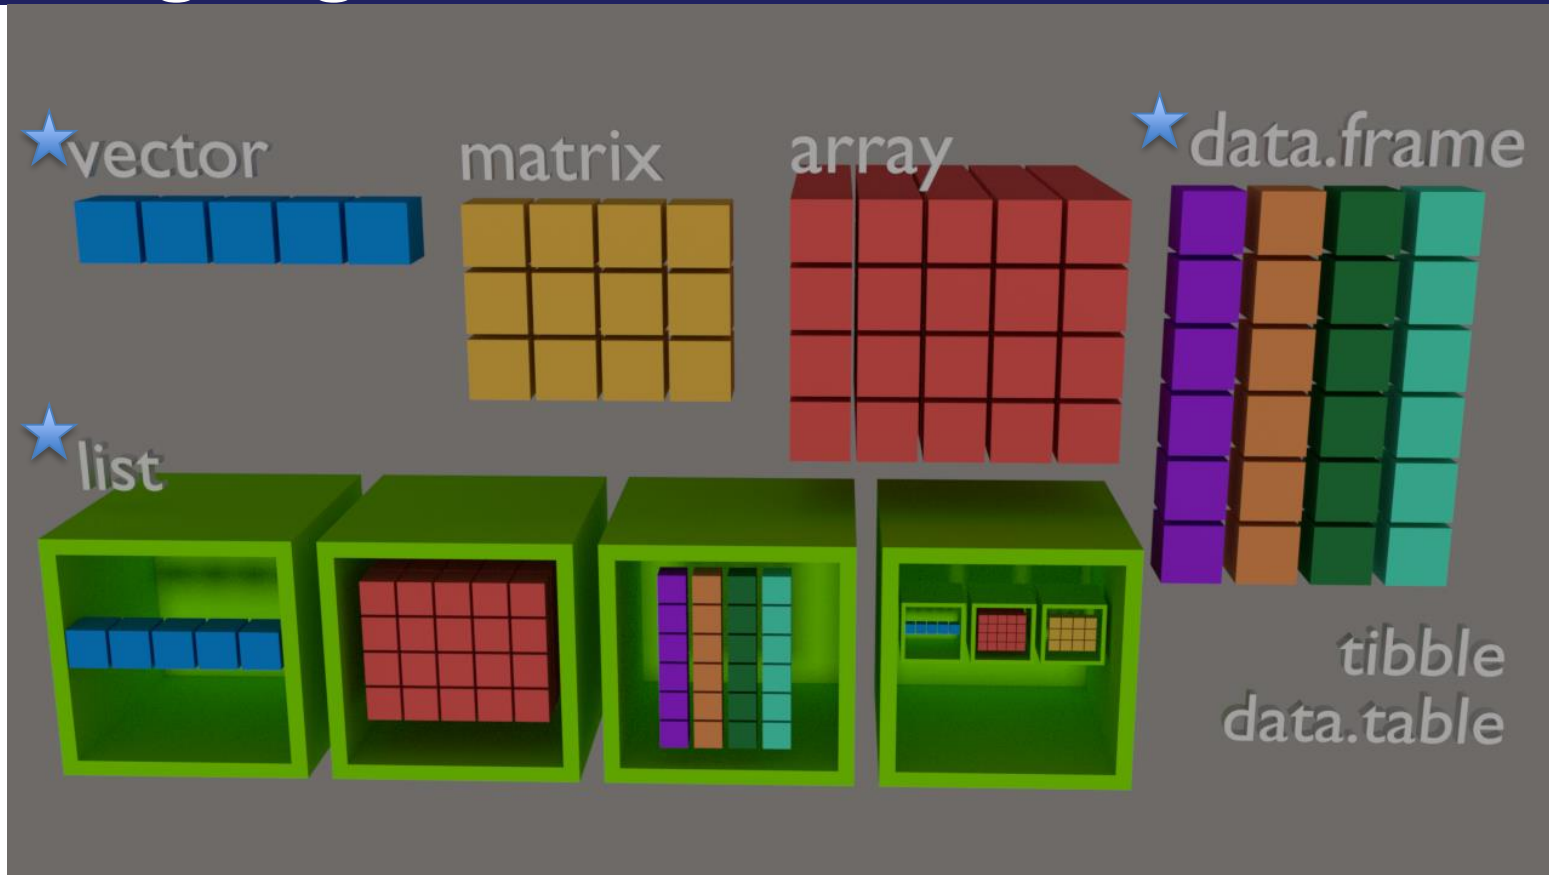 vector
matrix
array
data.frame
list
tibble
data.table